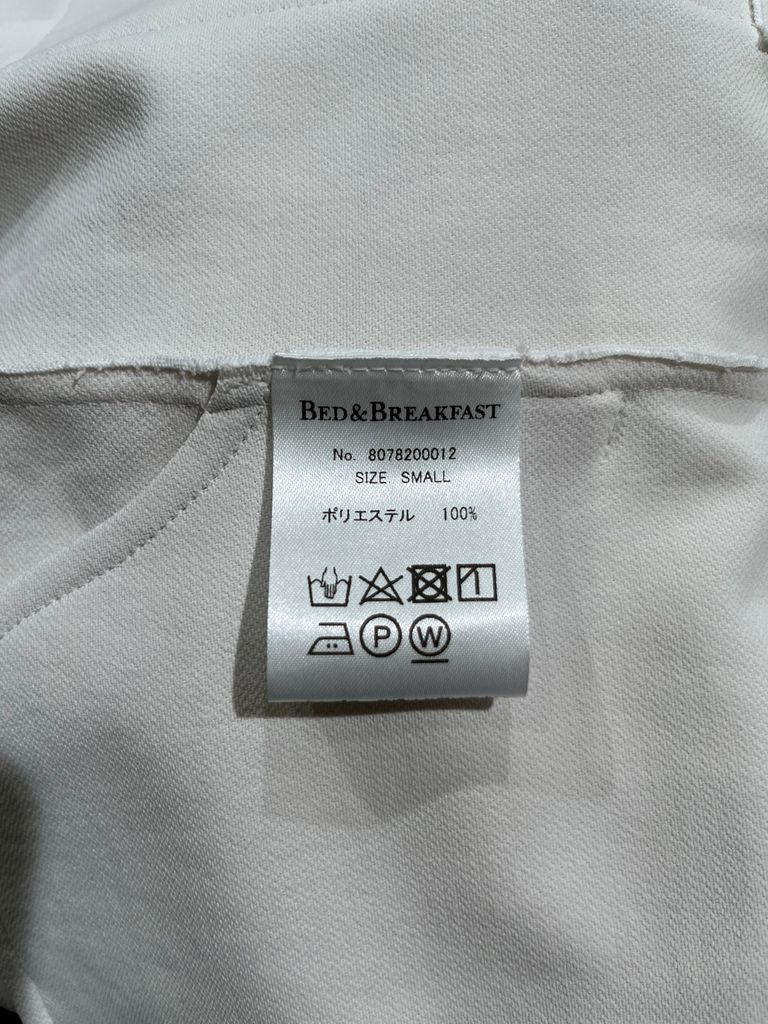 BED&BREAKFAST
No. 8078200012
SIZE SMALL
ポリエステル 100%
P W